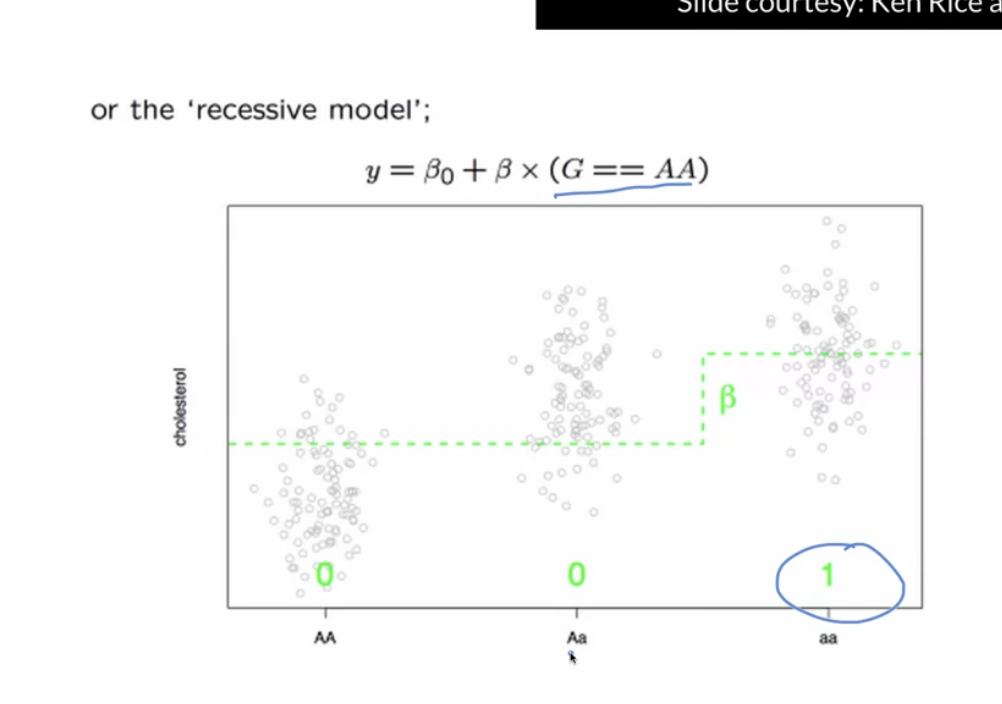 Slide courtesy: Ken Rice a
or the ‘recessive model’;
y = β₀ + β × (G == AA)
cholesterol
β
0 0 1
AA Aa aa